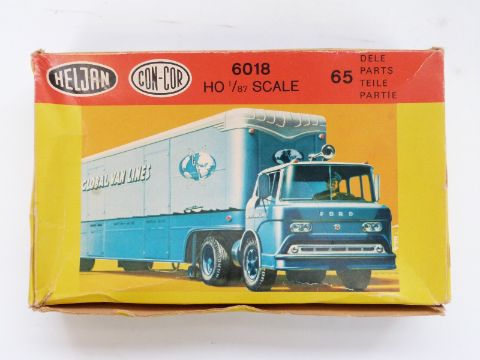 HELJAN
CON-COR
6018
HO 1/87 SCALE
65
DELE
PARTS
TEILE
PARTIE
GLOBAL VAN LINES
FORD